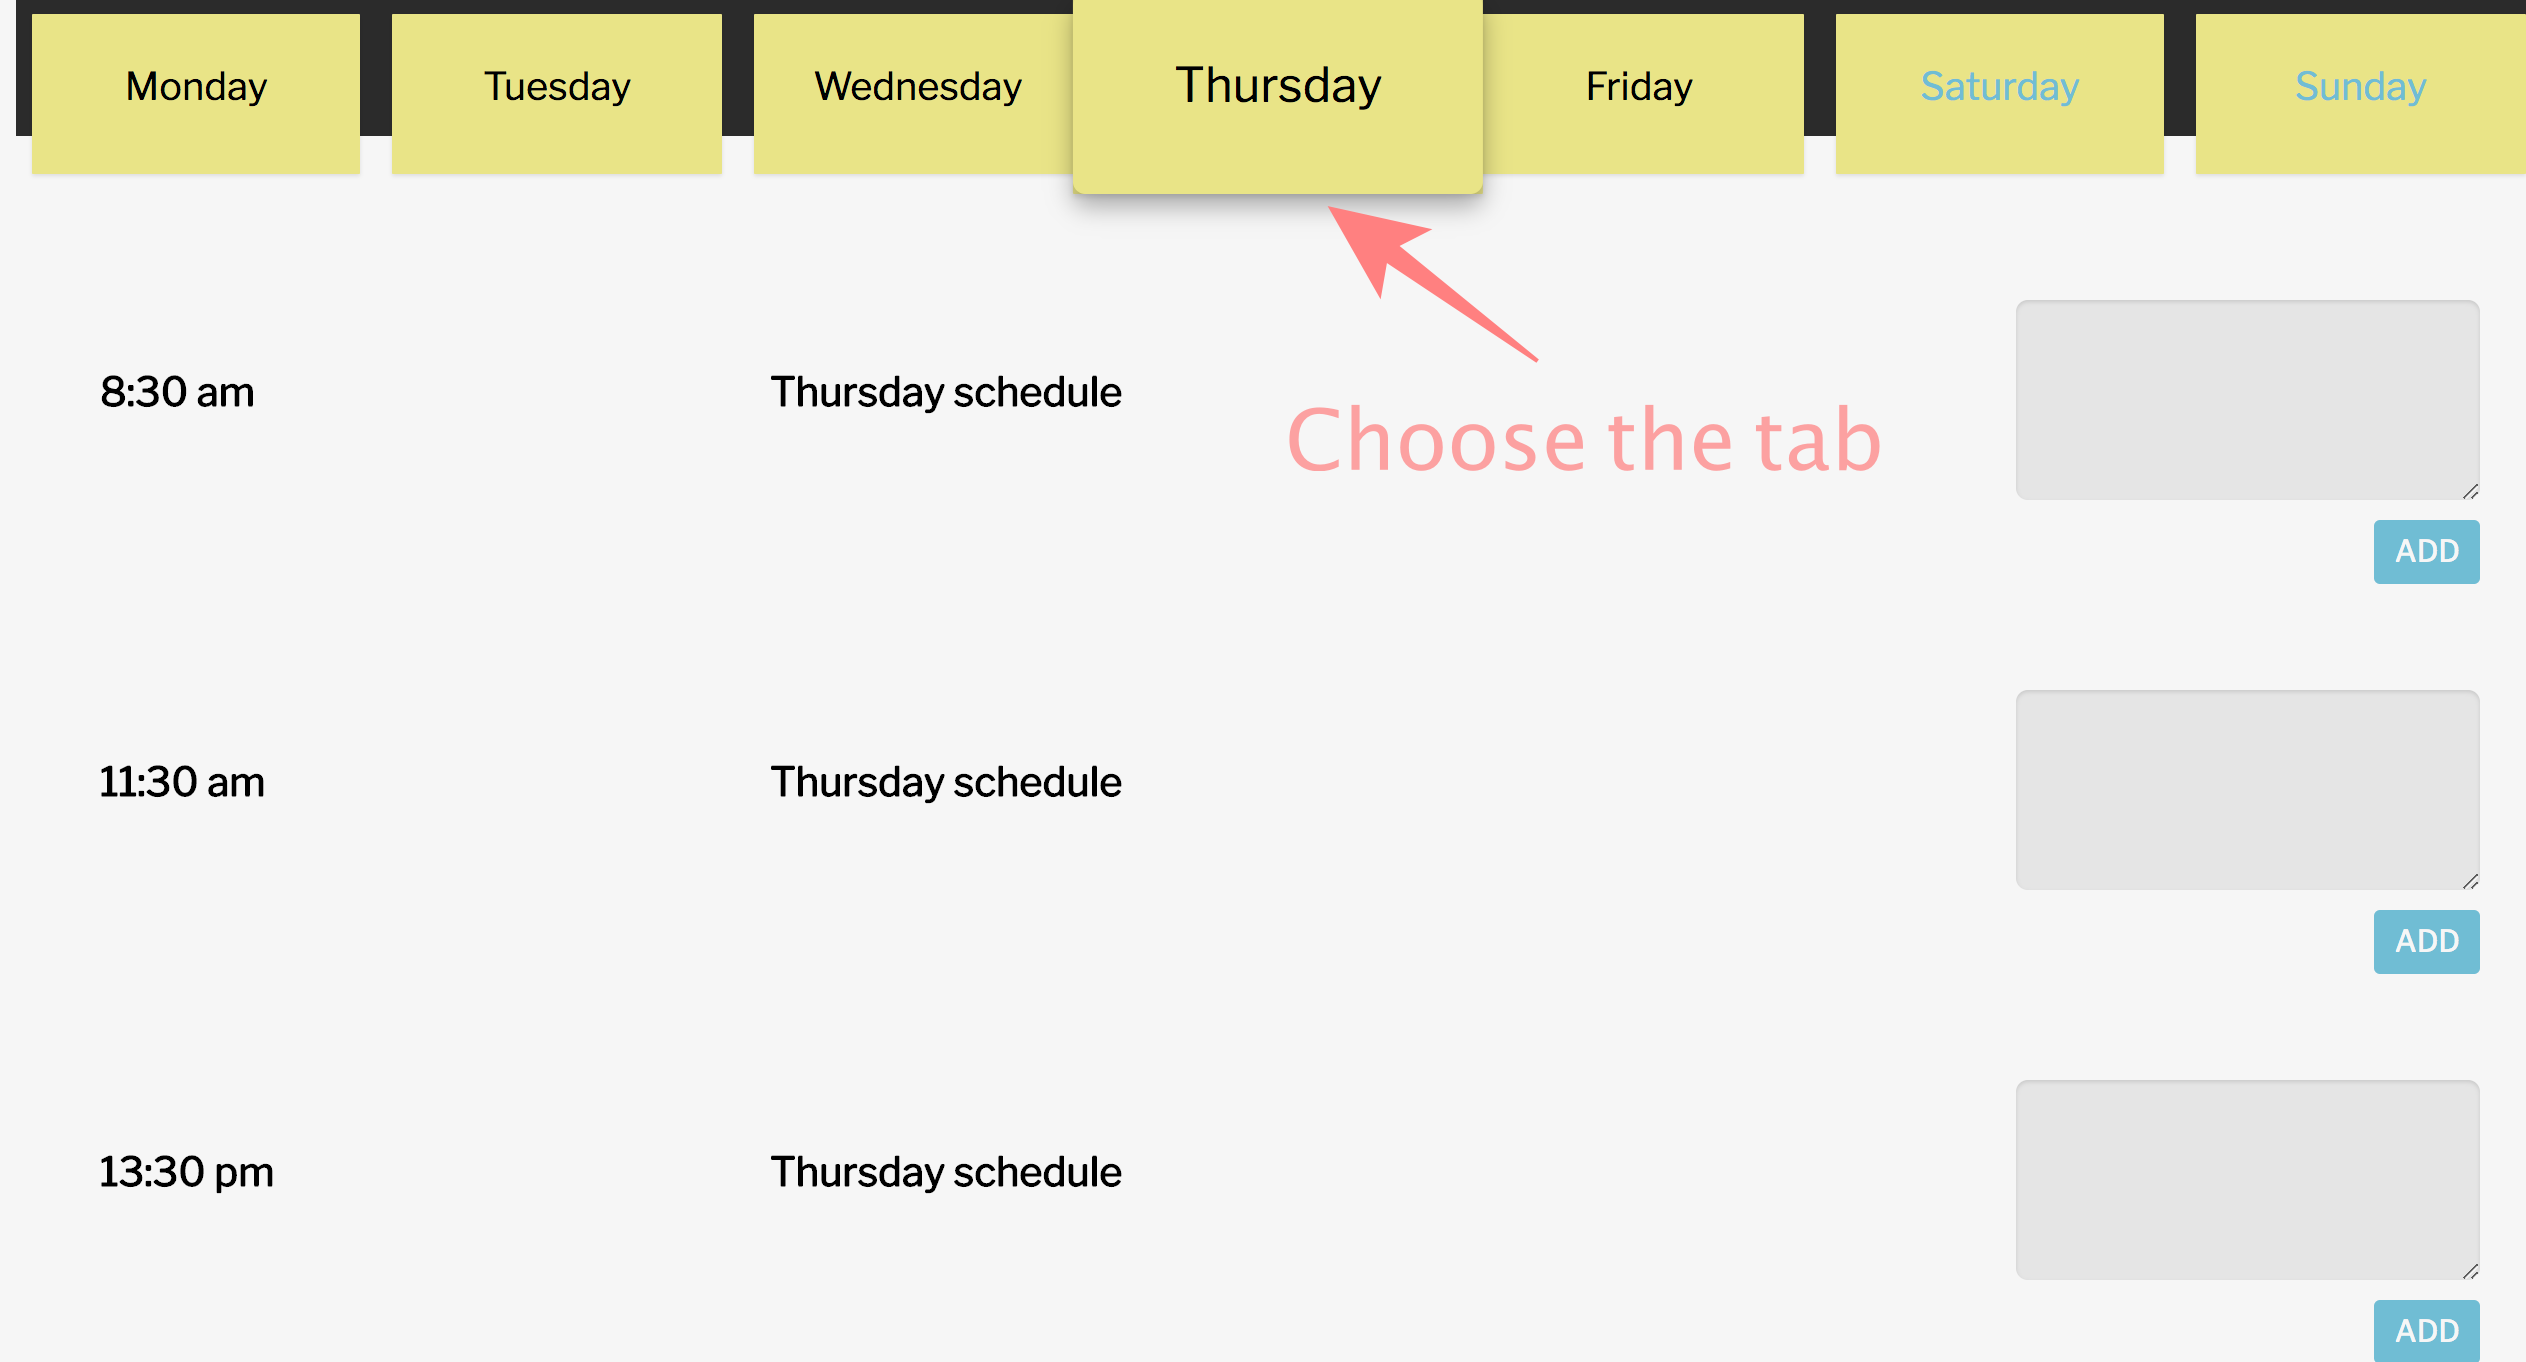 Monday
Tuesday
Wednesday
Thursday
Friday
Saturday
Sunday
8:30 am
Thursday schedule
Choose the tab
ADD
11:30 am
Thursday schedule
ADD
13:30 pm
Thursday schedule
ADD